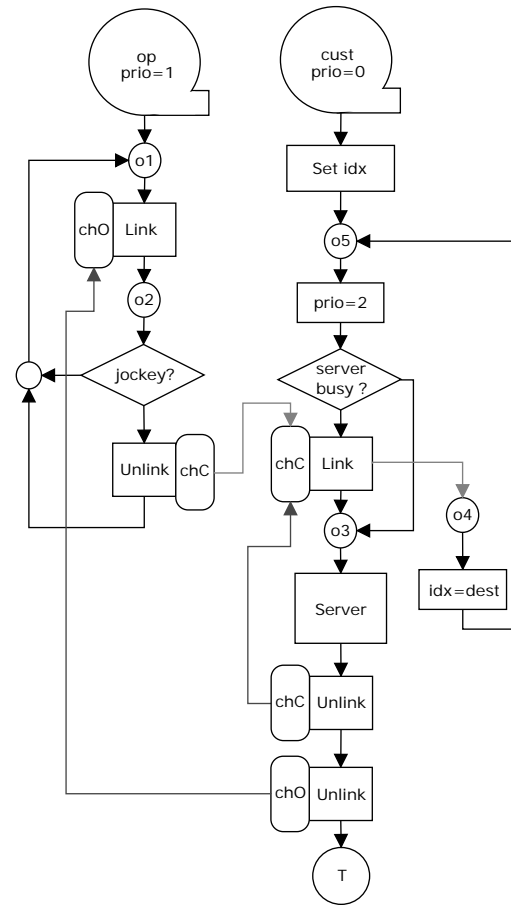 op
prio=1
cust
prio=0
o1
Set idx
chO
Link
o5
o2
prio=2
jockey?
server
busy ?
Unlink
chC
chC
Link
o4
o3
idx=dest
Server
chC
Unlink
chO
Unlink
T